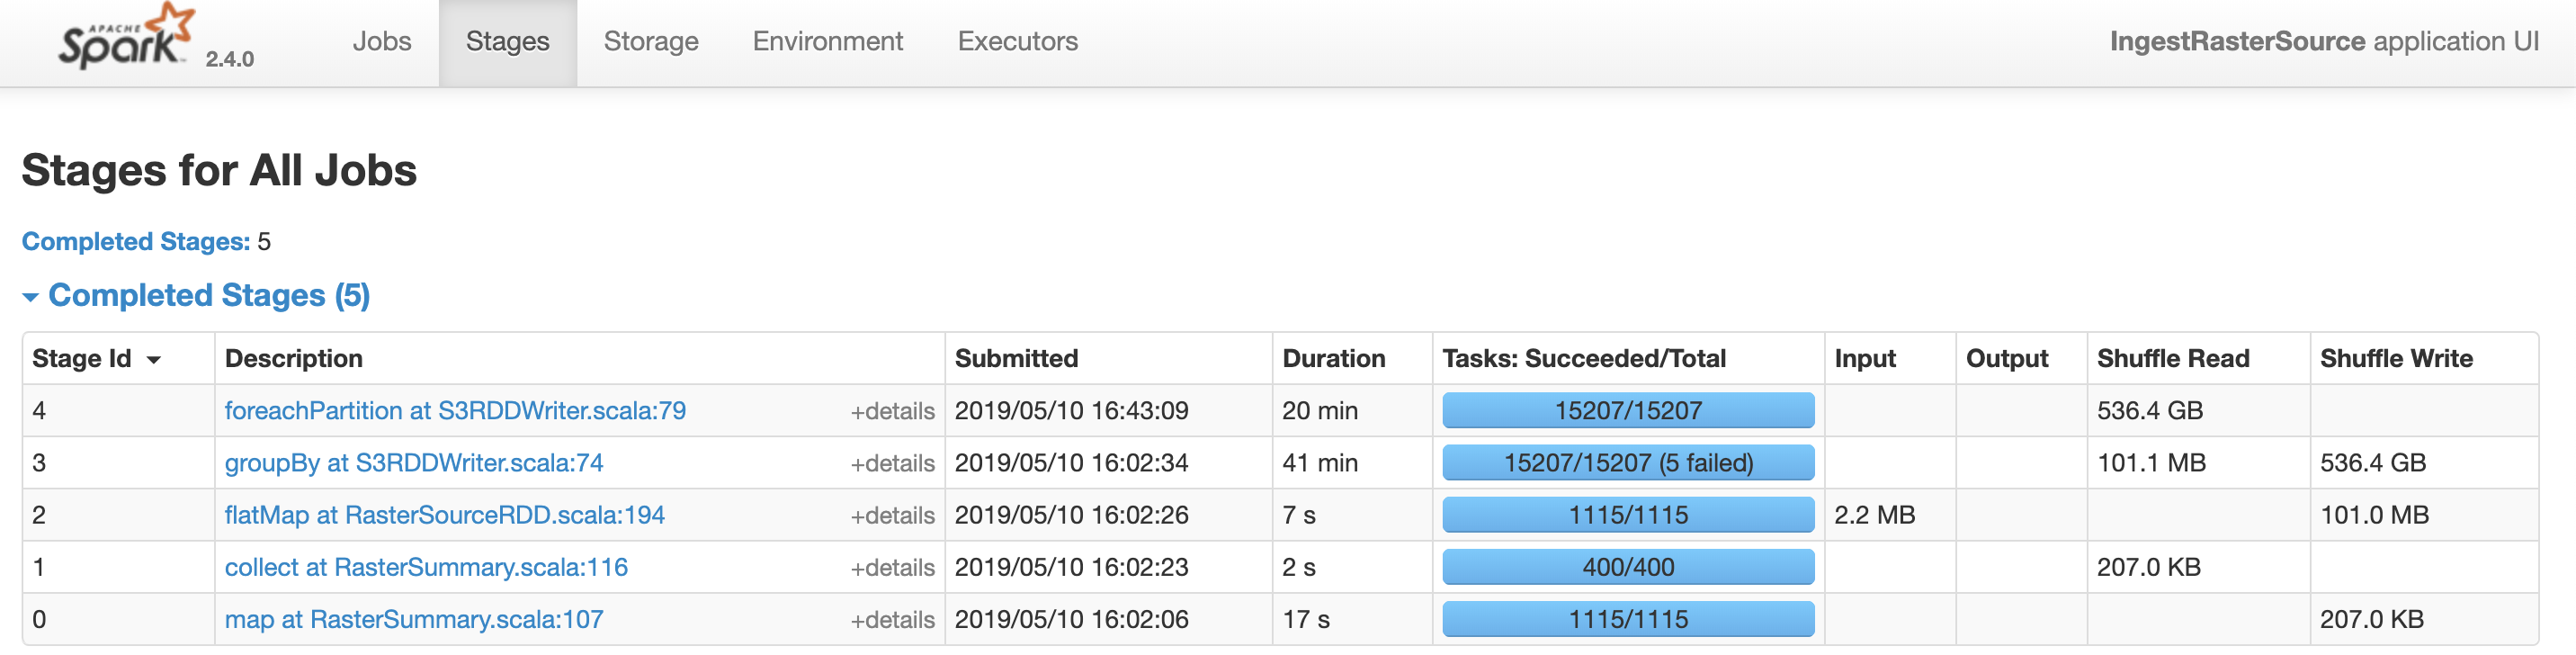 APACHE Spark 2.4.0 Jobs Stages Storage Environment Executors IngestRasterSource application UI
Stages for All Jobs
Completed Stages: 5
Completed Stages (5)
Stage Id Description Submitted Duration Tasks: Succeeded/Total Input Output Shuffle Read Shuffle Write
4 foreachPartition at S3RDDWriter.scala:79 +details 2019/05/10 16:43:09 20 min 15207/15207 536.4 GB
3 groupBy at S3RDDWriter.scala:74 +details 2019/05/10 16:02:34 41 min 15207/15207 (5 failed) 101.1 MB 536.4 GB
2 flatMap at RasterSourceRDD.scala:194 +details 2019/05/10 16:02:26 7 s 1115/1115 2.2 MB 101.0 MB
1 collect at RasterSummary.scala:116 +details 2019/05/10 16:02:23 2 s 400/400 207.0 KB
0 map at RasterSummary.scala:107 +details 2019/05/10 16:02:06 17 s 1115/1115 207.0 KB